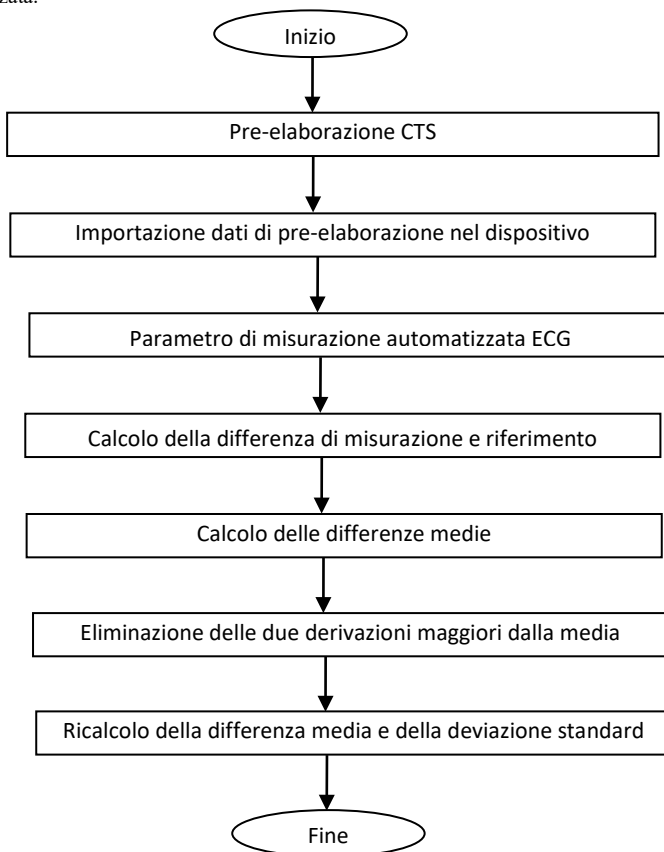 Inizio
Pre-elaborazione CTS
Importazione dati di pre-elaborazione nel dispositivo
Parametro di misurazione automatizzata ECG
Calcolo della differenza di misurazione e riferimento
Calcolo delle differenze medie
Eliminazione delle due derivazioni maggiori dalla media
Ricalcolo della differenza media e della deviazione standard
Fine